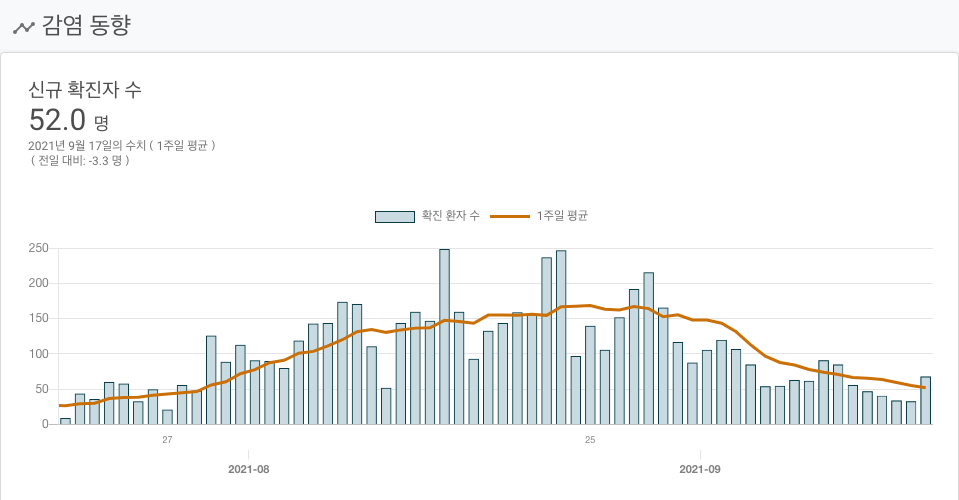 감염 동향
신규 확진자 수
52.0 명
2021년 9월 17일의 수치 ( 1주일 평균 )
( 전일 대비: -3.3 명 )
확진 환자 수 1주일 평균
250
200
150
100
50
0
27 25
2021-08 2021-09